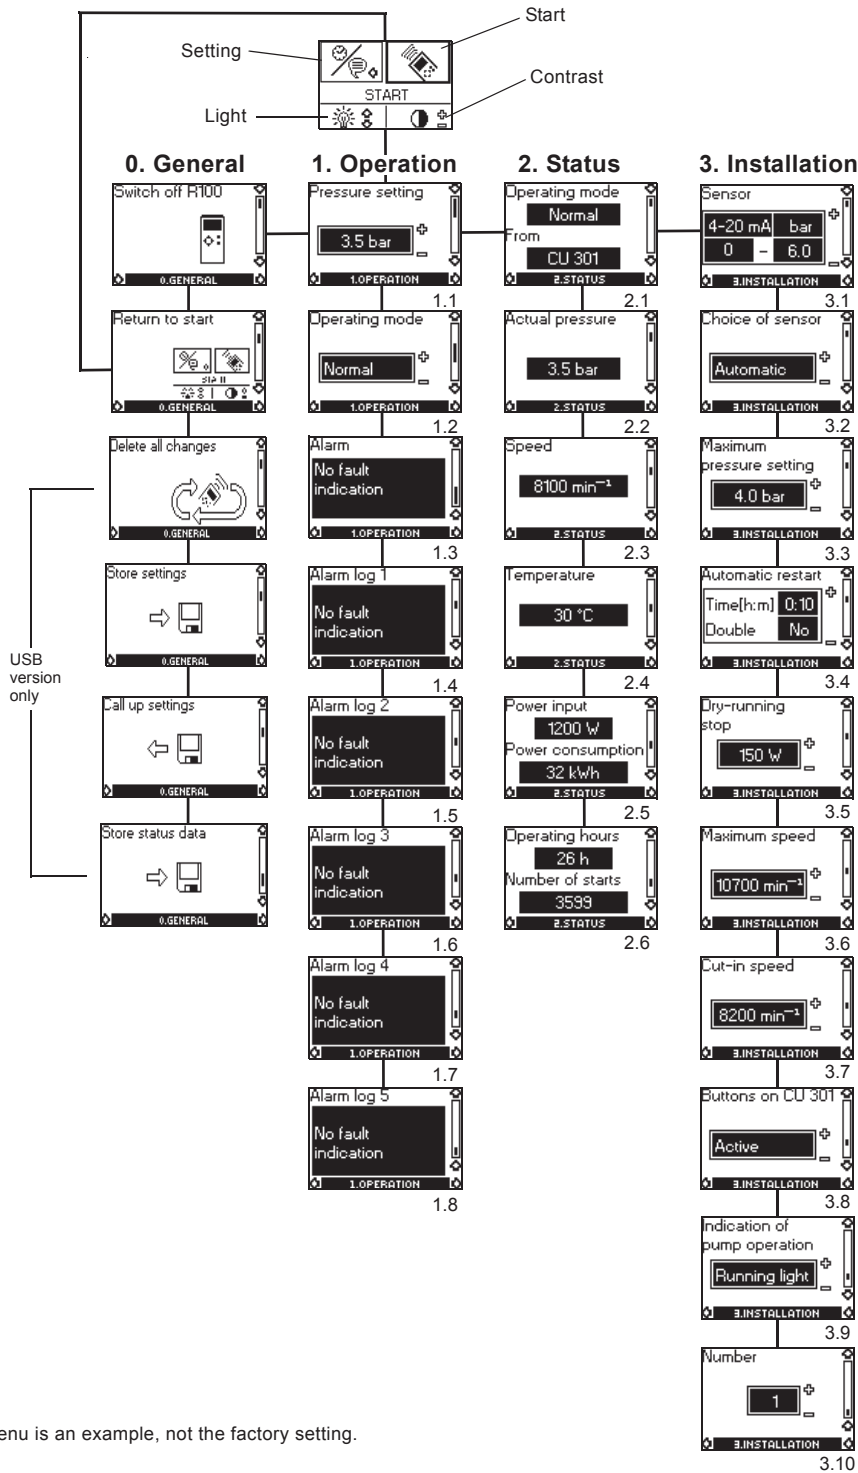 Setting
Start
START
Light
Contrast
0. General
Switch off R100
0.GENERAL
Return to start
START
0.GENERAL
Delete all changes
0.GENERAL
Store settings
0.GENERAL
Call up settings
0.GENERAL
Store status data
0.GENERAL
USB
version
only
1. Operation
Pressure setting
3.5 bar
1.OPERATION
1.1
Operating mode
Normal
1.OPERATION
1.2
Alarm
No fault
indication
1.OPERATION
1.3
Alarm log 1
No fault
indication
1.OPERATION
1.4
Alarm log 2
No fault
indication
1.OPERATION
1.5
Alarm log 3
No fault
indication
1.OPERATION
1.6
Alarm log 4
No fault
indication
1.OPERATION
1.7
Alarm log 5
No fault
indication
1.OPERATION
1.8
2. Status
Operating mode
Normal
From
CU 301
2.STATUS
2.1
Actual pressure
3.5 bar
2.STATUS
2.2
Speed
8100 min⁻¹
2.STATUS
2.3
Temperature
30 °C
2.STATUS
2.4
Power input
1200 W
Power consumption
32 kWh
2.STATUS
2.5
Operating hours
26 h
Number of starts
3599
2.STATUS
2.6
3. Installation
Sensor
4-20 mA bar
0 - 6.0
3.INSTALLATION
3.1
Choice of sensor
Automatic
3.INSTALLATION
3.2
Maximum
pressure setting
4.0 bar
3.INSTALLATION
3.3
Automatic restart
Time[h:m] 0:10
Double No
3.INSTALLATION
3.4
Dry-running
stop
150 W
3.INSTALLATION
3.5
Maximum speed
10700 min⁻¹
3.INSTALLATION
3.6
Cut-in speed
8200 min⁻¹
3.INSTALLATION
3.7
Buttons on CU 301
Active
3.INSTALLATION
3.8
Indication of
pump operation
Running light
3.INSTALLATION
3.9
Number
1
3.INSTALLATION
3.10
enu is an example, not the factory setting.